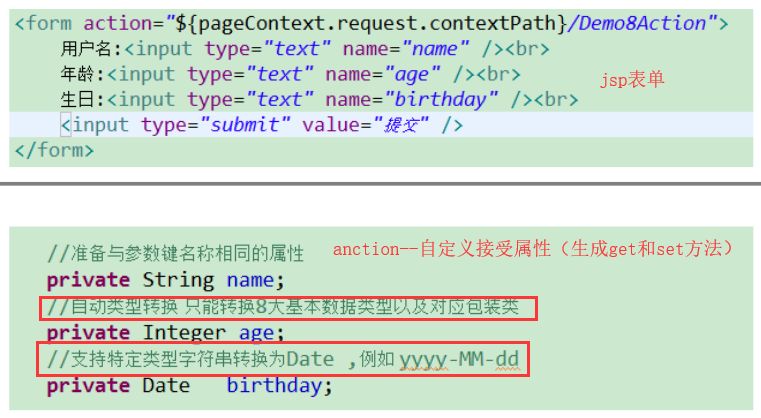 <form action="${pageContext.request.contextPath}/Demo8Action">
用户名:<input type="text" name="name" /><br>
年龄:<input type="text" name="age" /><br>
生日:<input type="text" name="birthday" /><br>
jsp表单
<input type="submit" value="提交" />
</form>
//准备与参数键名称相同的属性
anction--自定义接受属性（生成get和set方法）
private String name;
//自动类型转换 只能转换8大基本数据类型以及对应包装类
private Integer age;
//支持特定类型字符串转换为Date ,例如 yyyy-MM-dd
private Date birthday;